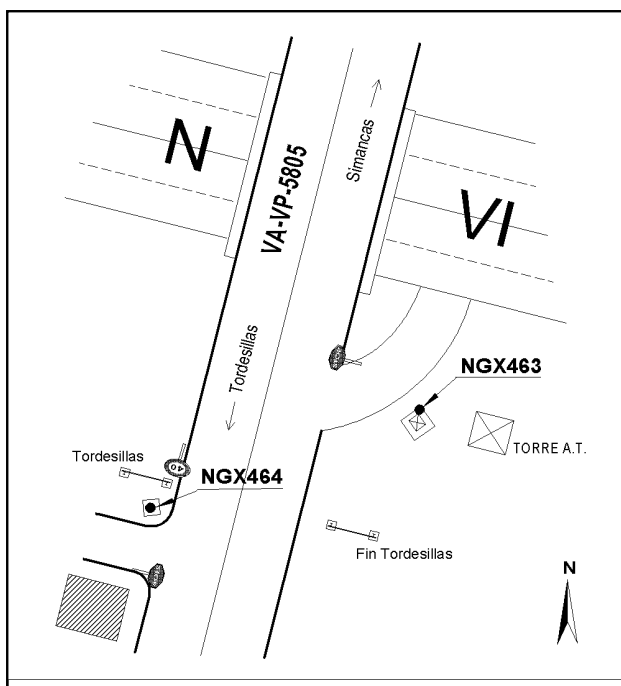 N
VA-VP-5805
Simancas
VI
Tordesillas
NGX463
TORRE A.T.
Tordesillas
40
NGX464
Fin Tordesillas
N